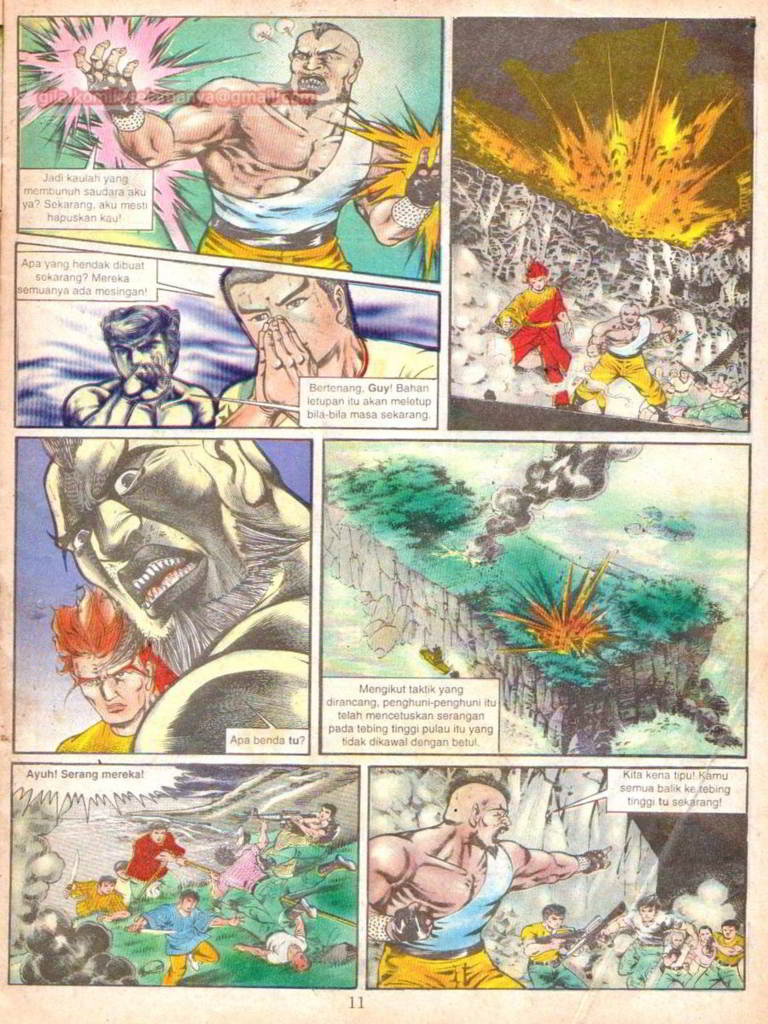 gila.komik.selamanya@gmail.com
Jadi kaulah yang
membunuh saudara aku
ya? Sekarang, aku mesti
hapuskan kau!
Apa yang hendak dibuat
sekarang? Mereka
semuanya ada mesingan!
Bertenang, Guy! Bahan
letupan itu akan meletup
bila-bila masa sekarang.
Apa benda tu?
Mengikut taktik yang
dirancang, penghuni-penghuni itu
telah mencetuskan serangan
pada tebing tinggi pulau itu yang
tidak dikawal dengan betul.
Ayuh! Serang mereka!
Kita kena tipu! Kamu
semua balik ke tebing
tinggi tu sekarang!
11